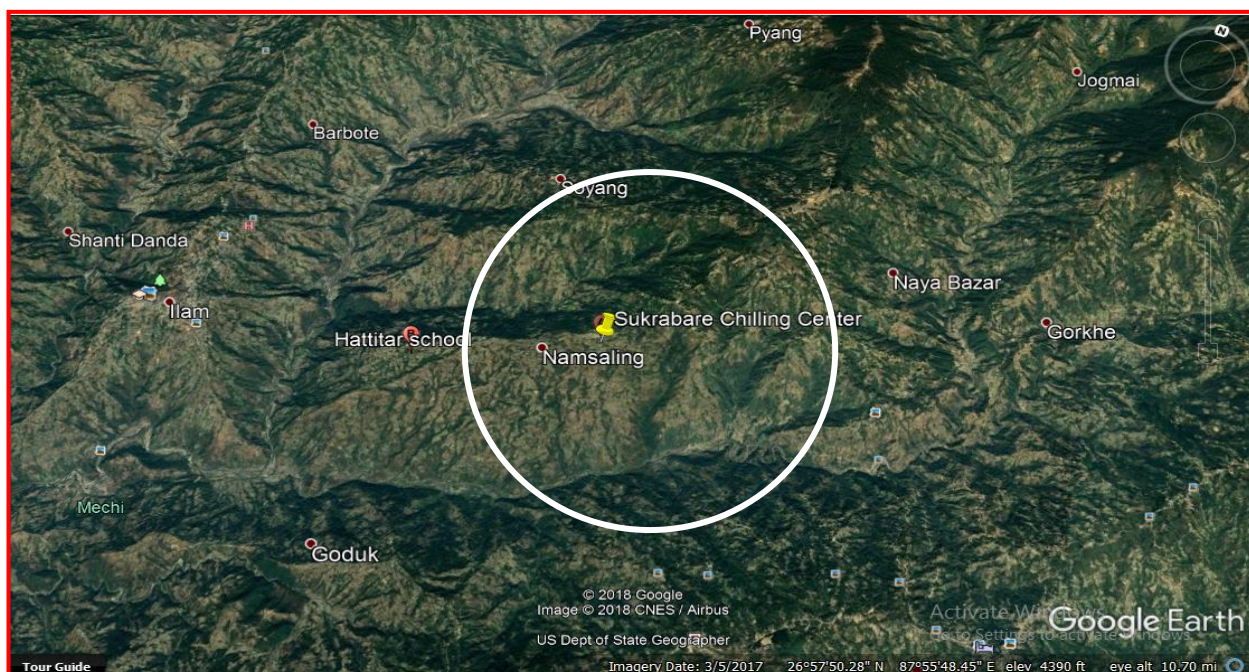 Pyang
N
Jogmai
Barbote
Soyang
Shanti Danda
H
Naya Bazar
Ilam
Sukrabare Chilling Center
Gorkhe
Hattitar school
Namsaling
Mechi
Goduk
© 2018 Google
Image © 2018 CNES / Airbus
US Dept of State Geographer
Activate Windows
Go to Settings to activate Windows.
Google Earth
Tour Guide
Imagery Date: 3/5/2017 26°57'50.28" N 87°55'48.45" E elev 4390 ft eye alt 10.70 mi